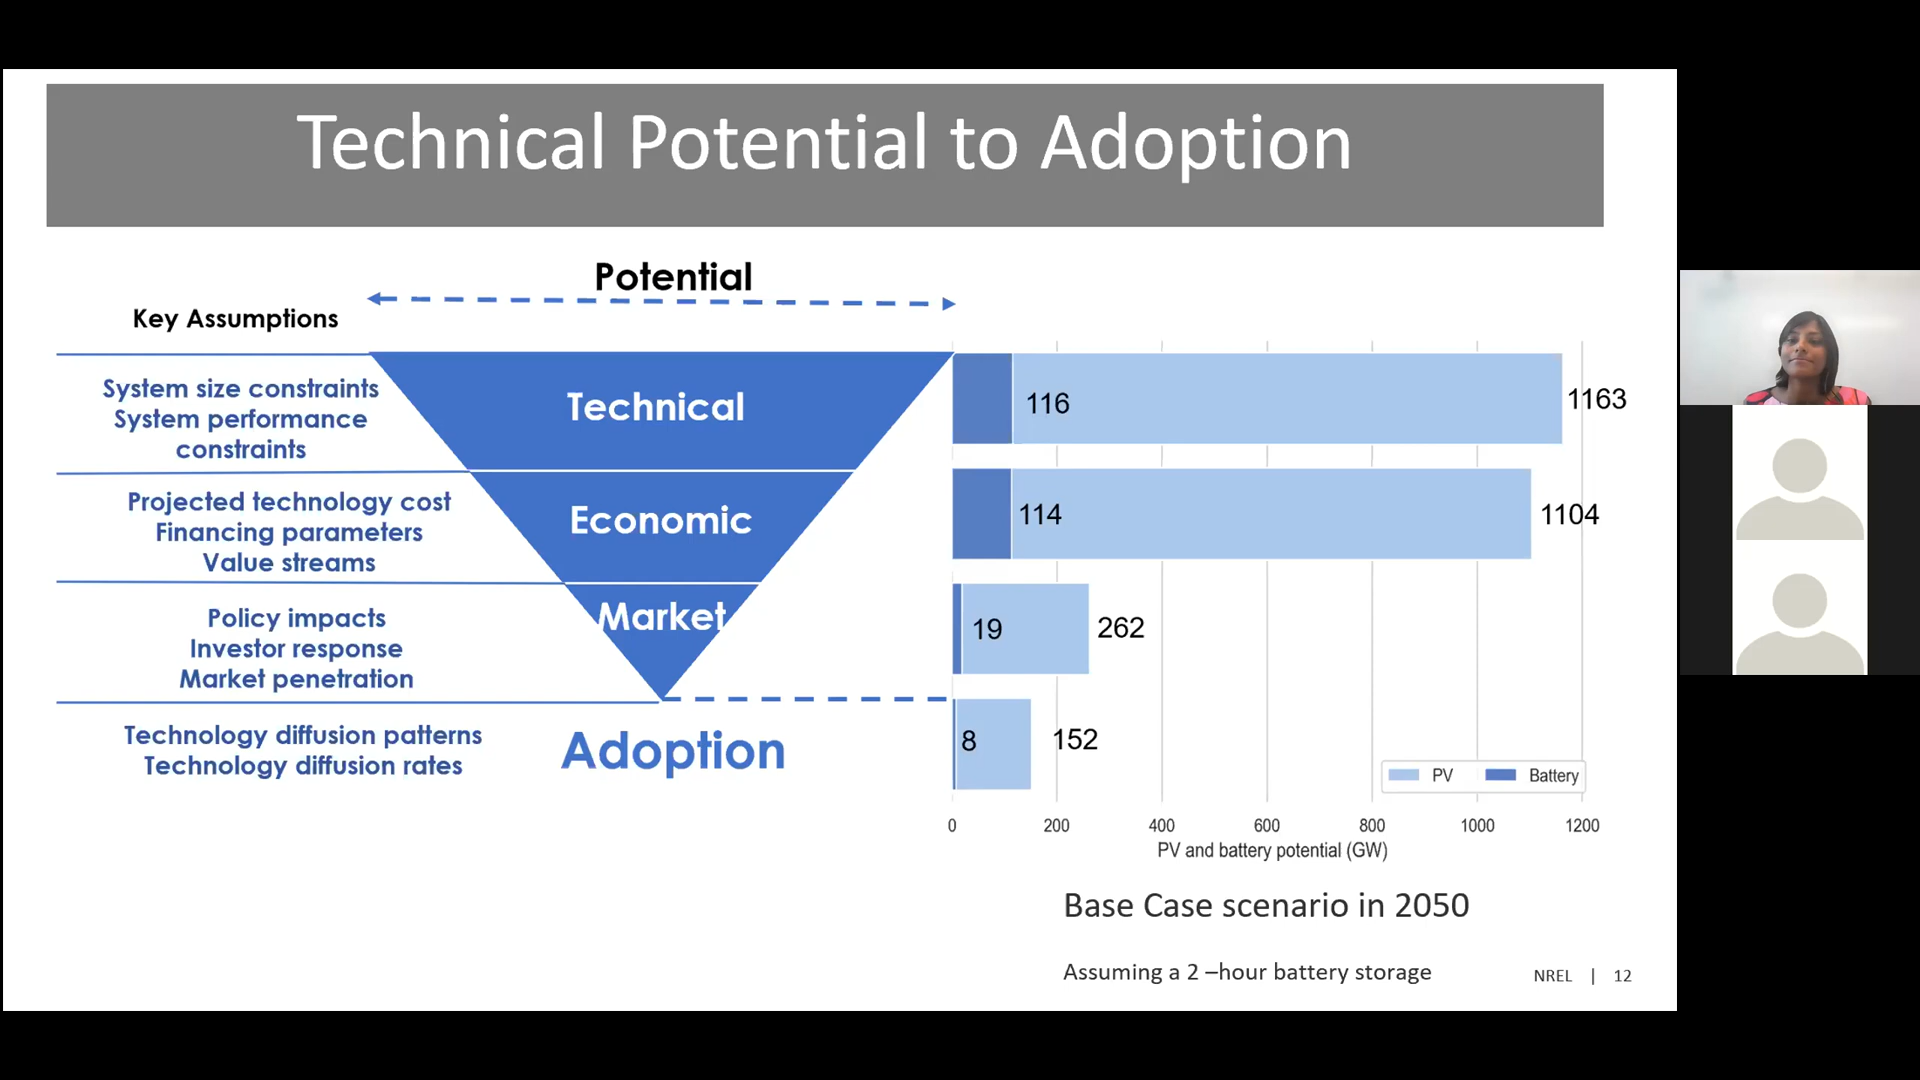 Technical Potential to Adoption
Potential
Key Assumptions
System size constraints
System performance
constraints
Technical
116
1163
Projected technology cost
Financing parameters
Value streams
Economic
114
1104
Policy impacts
Investor response
Market penetration
Market
19
262
Technology diffusion patterns
Technology diffusion rates
Adoption
8
152
PV
Battery
0 200 400 600 800 1000 1200
PV and battery potential (GW)
Base Case scenario in 2050
Assuming a 2 –hour battery storage
NREL | 12